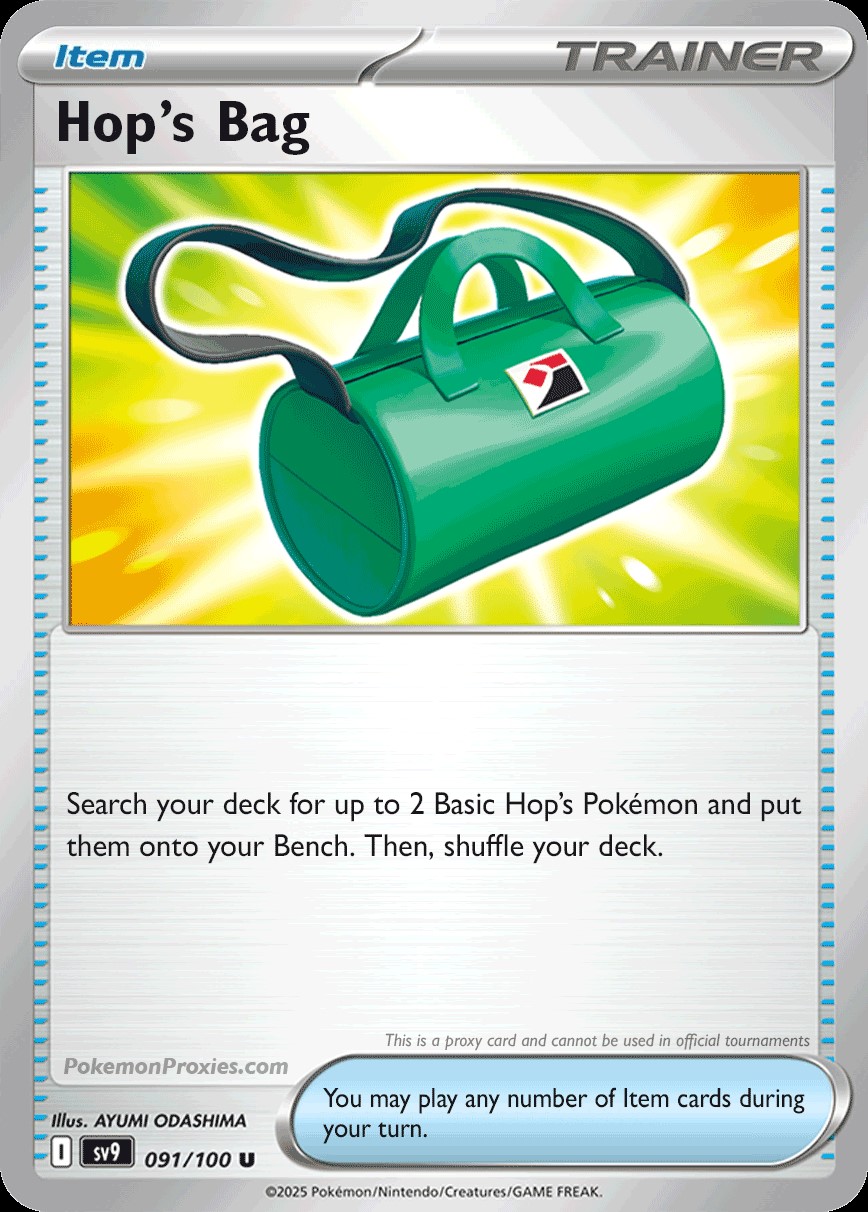 Item
TRAINER
Hop's Bag
Search your deck for up to 2 Basic Hop's Pokémon and put
them onto your Bench. Then, shuffle your deck.
This is a proxy card and cannot be used in official tournaments
PokemonProxies.com
You may play any number of Item cards during
your turn.
Illus. AYUMI ODASHIMA
I sv9 091/100 U
©2025 Pokémon/Nintendo/Creatures/GAME FREAK.